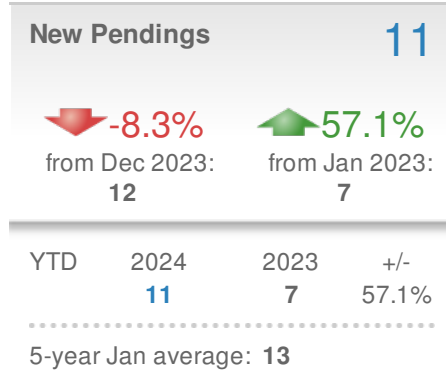 New Pendings 11
-8.3% 57.1%
from Dec 2023: from Jan 2023:
12 7
YTD 2024 2023 +/-
11 7 57.1%
5-year Jan average: 13